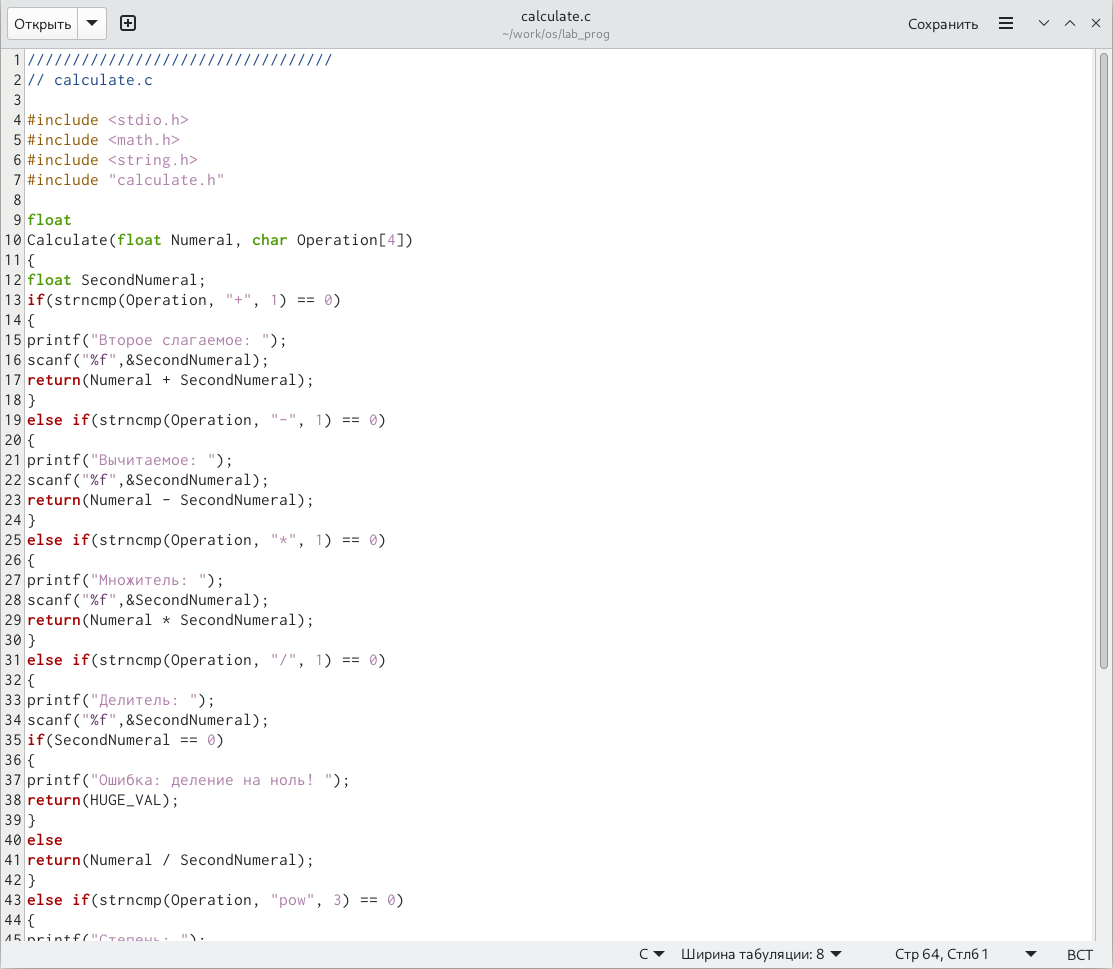 Открыть
calculate.c
~/work/os/lab_prog
Сохранить
1 //////////////////////////////////
2 // calculate.c
3
4 #include <stdio.h>
5 #include <math.h>
6 #include <string.h>
7 #include "calculate.h"
8
9 float
10 Calculate(float Numeral, char Operation[4])
11 {
12 float SecondNumeral;
13 if(strncmp(Operation, "+", 1) == 0)
14 {
15 printf("Второе слагаемое: ");
16 scanf("%f",&SecondNumeral);
17 return(Numeral + SecondNumeral);
18 }
19 else if(strncmp(Operation, "-", 1) == 0)
20 {
21 printf("Вычитаемое: ");
22 scanf("%f",&SecondNumeral);
23 return(Numeral - SecondNumeral);
24 }
25 else if(strncmp(Operation, "*", 1) == 0)
26 {
27 printf("Множитель: ");
28 scanf("%f",&SecondNumeral);
29 return(Numeral * SecondNumeral);
30 }
31 else if(strncmp(Operation, "/", 1) == 0)
32 {
33 printf("Делитель: ");
34 scanf("%f",&SecondNumeral);
35 if(SecondNumeral == 0)
36 {
37 printf("Ошибка: деление на ноль! ");
38 return(HUGE_VAL);
39 }
40 else
41 return(Numeral / SecondNumeral);
42 }
43 else if(strncmp(Operation, "pow", 3) == 0)
44 {
45 printf("Степень: ");
C
Ширина табуляции: 8
Стр 64, Стлб 1
ВСТ